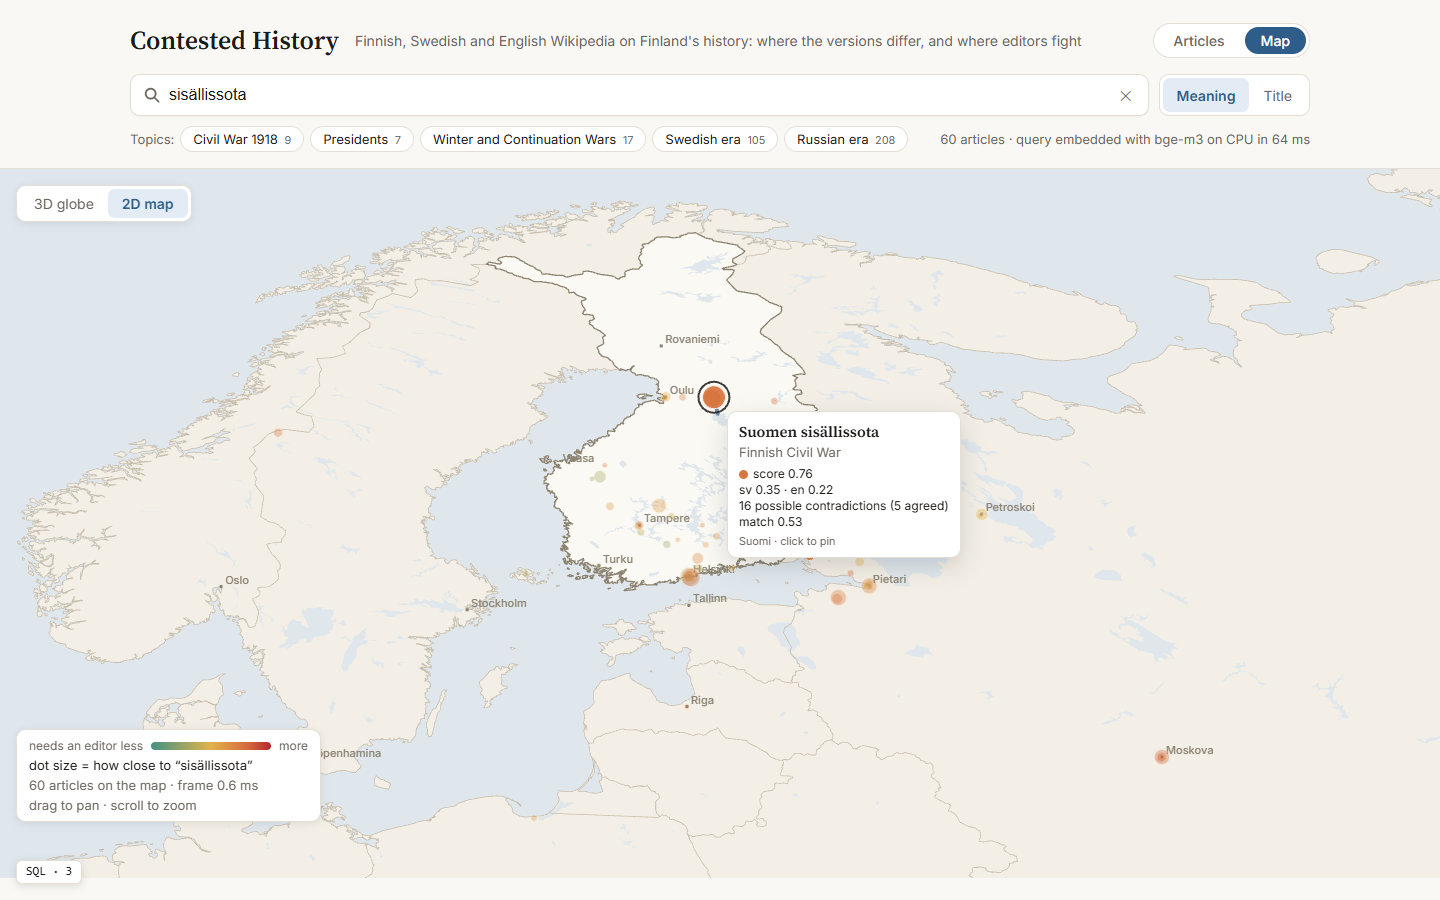 Contested History
Finnish, Swedish and English Wikipedia on Finland's history: where the versions differ, and where editors fight
Articles
Map
sisällissota
Meaning
Title
Topics:
Civil War 1918 9
Presidents 7
Winter and Continuation Wars 17
Swedish era 105
Russian era 208
60 articles · query embedded with bge-m3 on CPU in 64 ms
3D globe
2D map
Rovaniemi
Oulu
Suomen sisällissota
Finnish Civil War
score 0.76
sv 0.35 · en 0.22
16 possible contradictions (5 agreed)
match 0.53
Suomi · click to pin
Vaasa
Petroskoi
Tampere
Turku
Helsinki
Oslo
Pietari
Stockholm
Tallinn
Riga
needs an editor less
more
openhamina
Moskova
dot size = how close to “sisällissota”
60 articles on the map · frame 0.6 ms
drag to pan · scroll to zoom
SQL · 3